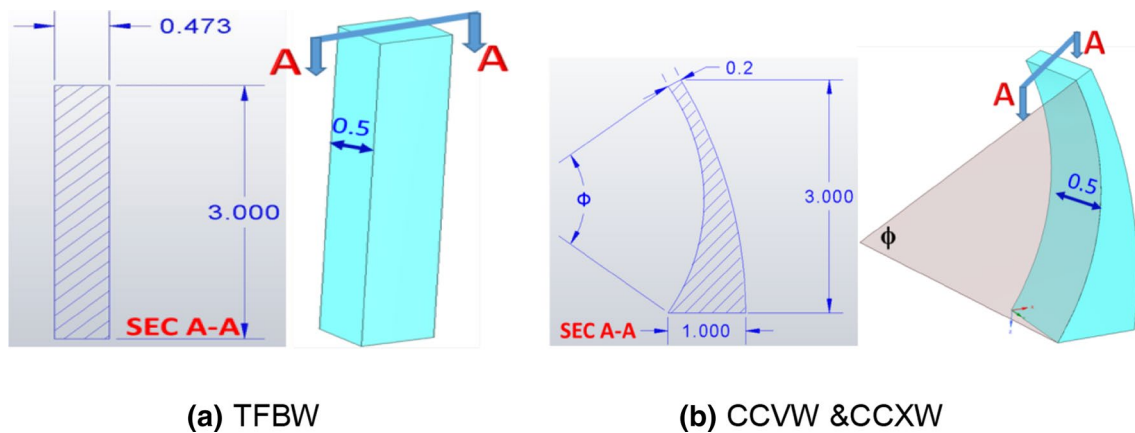 0.473
A
A
0.5
3.000
SEC A-A
0.2
ϕ
3.000
SEC A-A
1.000
A
A
0.5
ϕ
(a) TFBW
(b) CCVW &CCXW